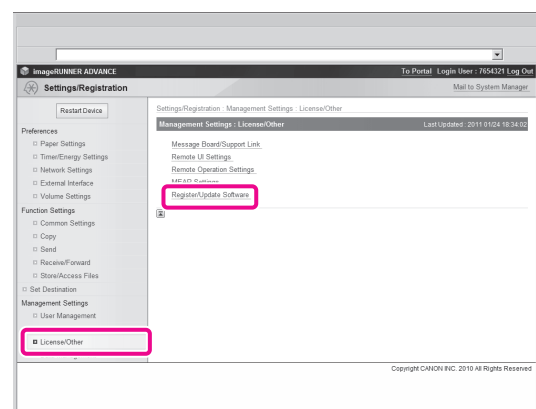 imageRUNNER ADVANCE
To Portal Login User : 7654321 Log Out
Settings/Registration
Mail to System Manager
Restart Device
Preferences
Paper Settings
Timer/Energy Settings
Network Settings
External Interface
Volume Settings
Function Settings
Common Settings
Copy
Send
Receive/Forward
Store/Access Files
Set Destination
Management Settings
User Management
License/Other
Settings/Registration : Management Settings : License/Other
Management Settings : License/Other
Last Updated : 2011 01/24 18:34:02
Message Board/Support Link
Remote UI Settings
Remote Operation Settings
MEAP Settings
Register/Update Software
Copyright CANON INC. 2010 All Rights Reserved